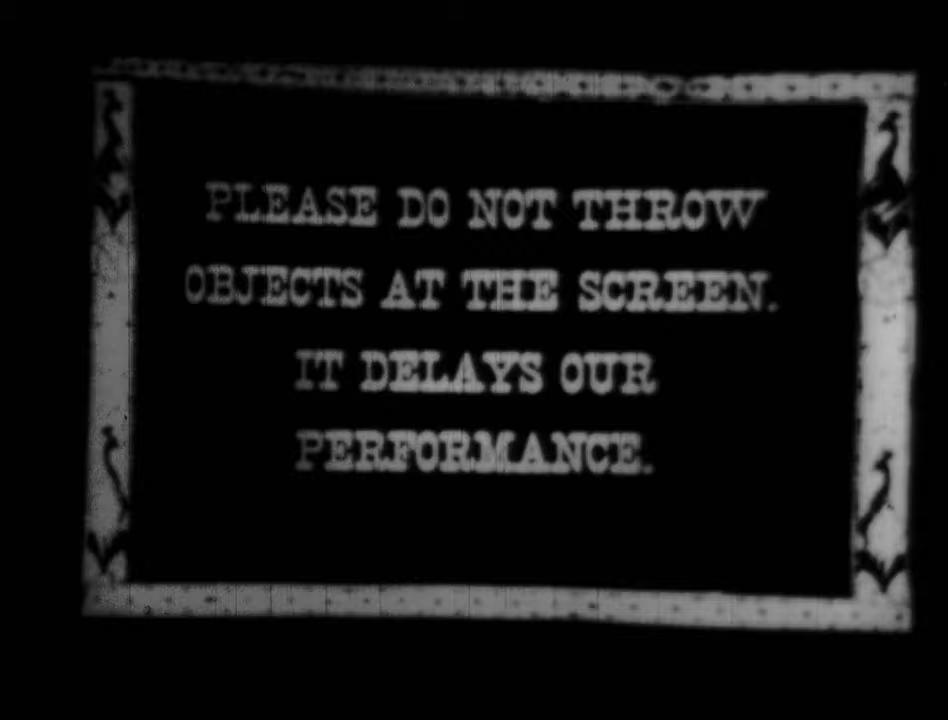 PLEASE DO NOT THROW
OBJECTS AT THE SCREEN.
IT DELAYS OUR
PERFORMANCE.